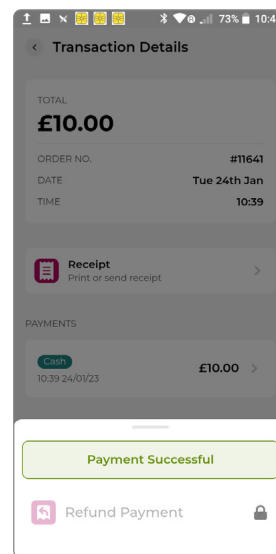 73% 10:4
Transaction Details
TOTAL
£10.00
ORDER NO. #11641
DATE Tue 24th Jan
TIME 10:39
Receipt
Print or send receipt
PAYMENTS
Cash
£10.00
10:39 24/01/23
Payment Successful
Refund Payment